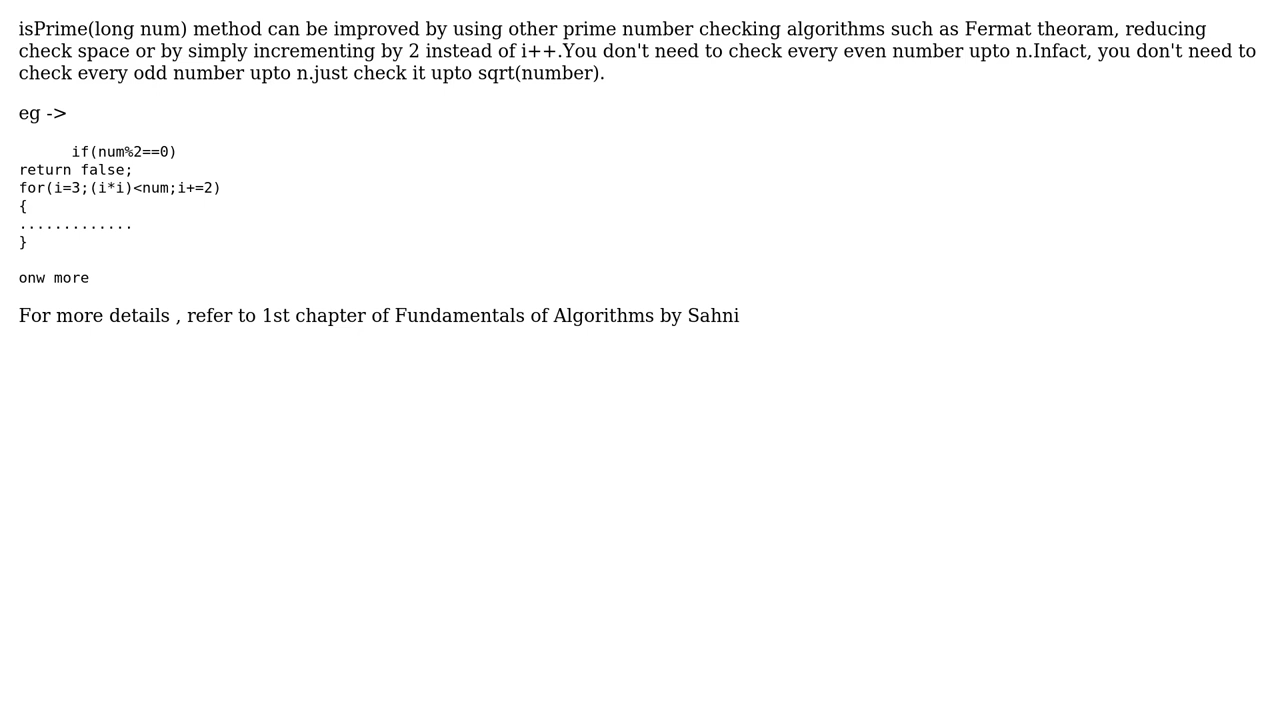 isPrime(long num) method can be improved by using other prime number checking algorithms such as Fermat theoram, reducing
check space or by simply incrementing by 2 instead of i++.You don't need to check every even number upto n.Infact, you don't need to
check every odd number upto n.just check it upto sqrt(number).
eg ->
if(num%2==0)
return false;
for(i=3;(i*i)<num;i+=2)
{
.............
}
onw more
For more details , refer to 1st chapter of Fundamentals of Algorithms by Sahni